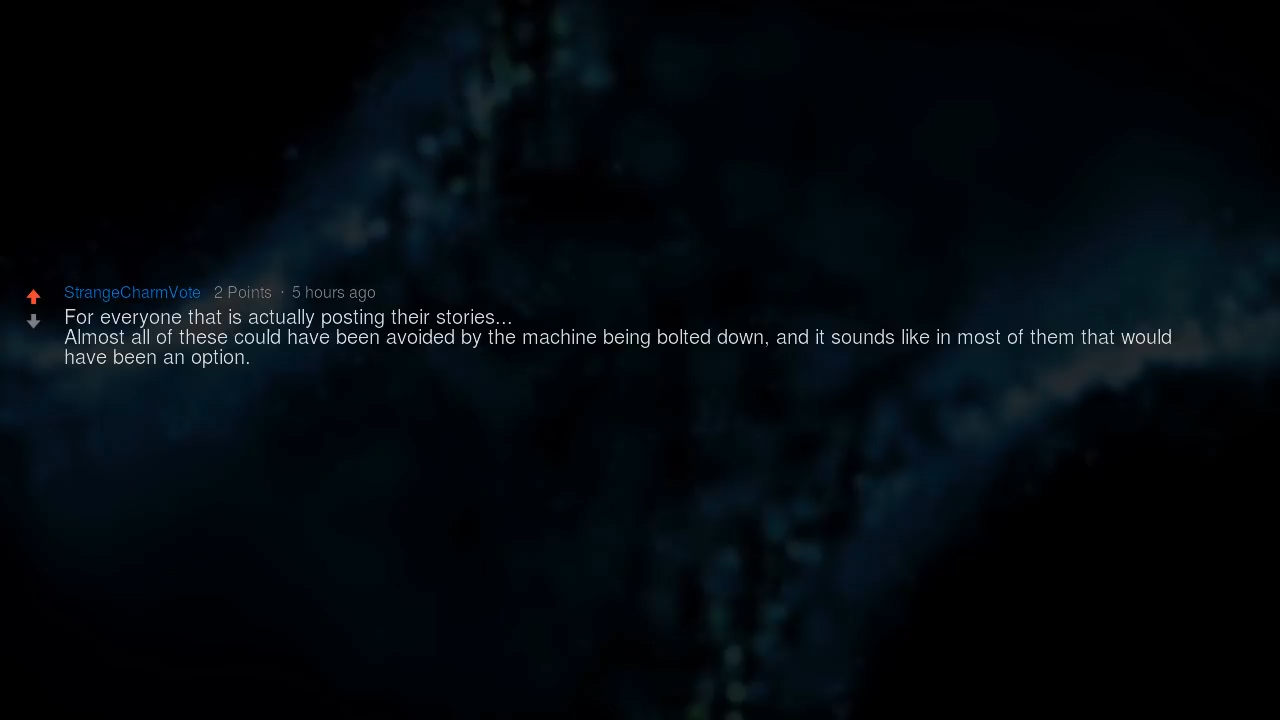 StrangeCharmVote 2 Points · 5 hours ago
For everyone that is actually posting their stories...
Almost all of these could have been avoided by the machine being bolted down, and it sounds like in most of them that would
have been an option.